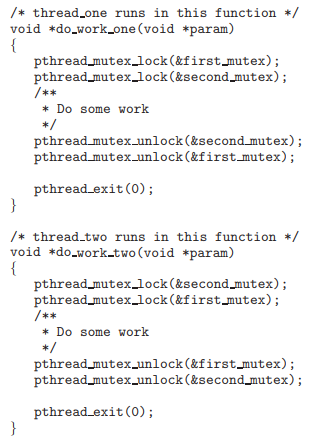 /* thread_one runs in this function */
void *do_work_one(void *param)
{
pthread_mutex_lock(&first_mutex);
pthread_mutex_lock(&second_mutex);
/**
* Do some work
*/
pthread_mutex_unlock(&second_mutex);
pthread_mutex_unlock(&first_mutex);
pthread_exit(0);
}
/* thread_two runs in this function */
void *do_work_two(void *param)
{
pthread_mutex_lock(&second_mutex);
pthread_mutex_lock(&first_mutex);
/**
* Do some work
*/
pthread_mutex_unlock(&first_mutex);
pthread_mutex_unlock(&second_mutex);
pthread_exit(0);
}